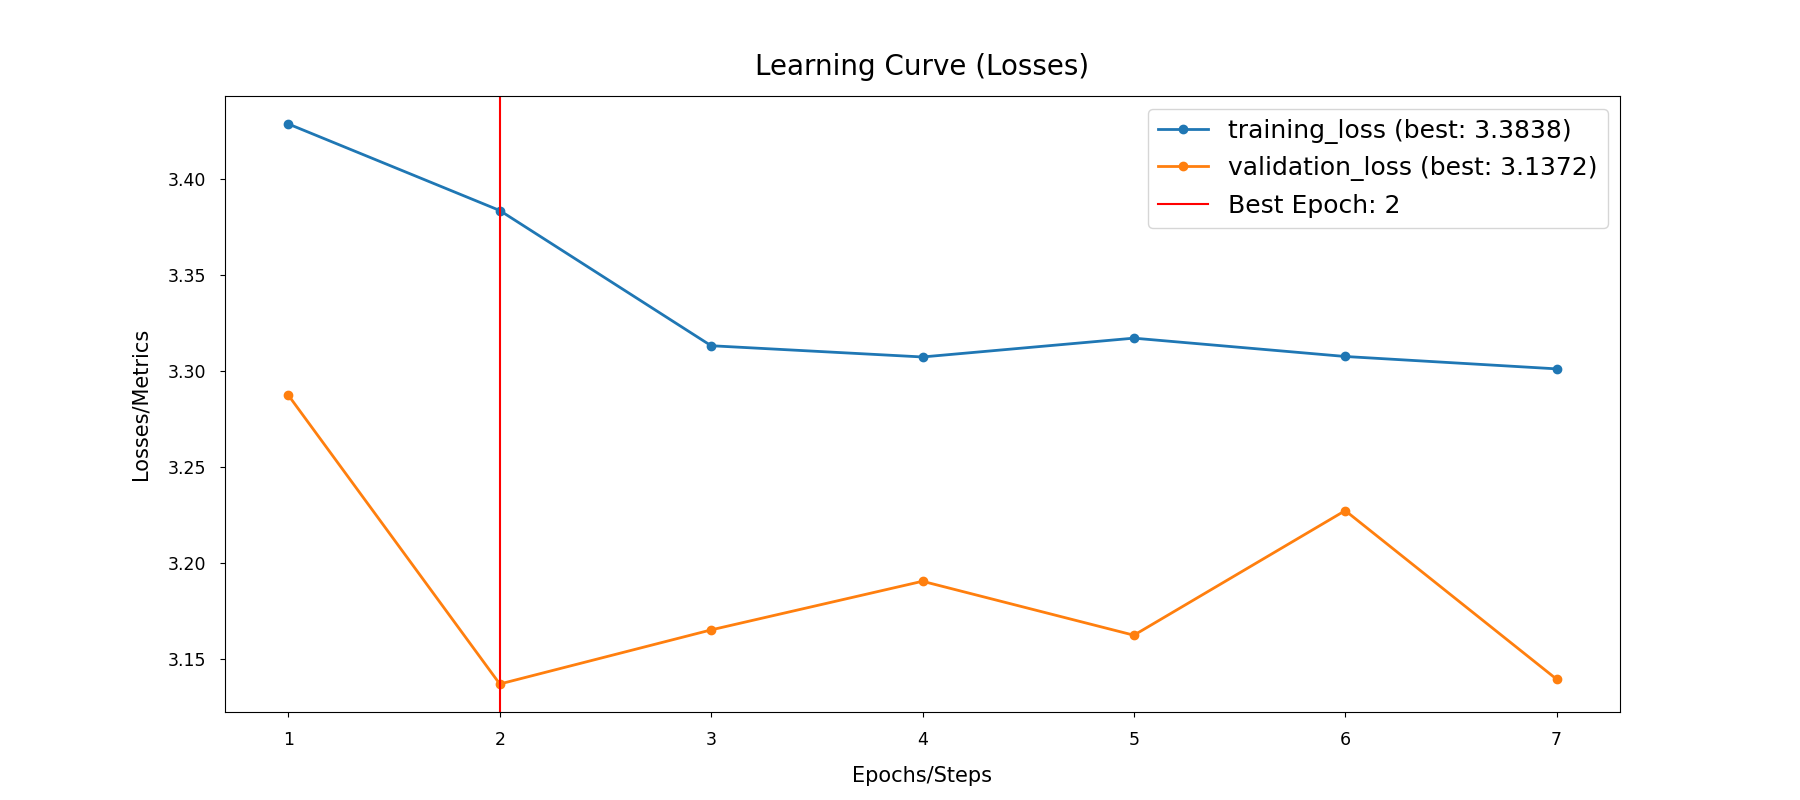 Learning Curve (Losses)
training_loss (best: 3.3838)
validation_loss (best: 3.1372)
Best Epoch: 2
3.40
3.35
3.30
3.25
3.20
3.15
Losses/Metrics
1 2 3 4 5 6 7
Epochs/Steps